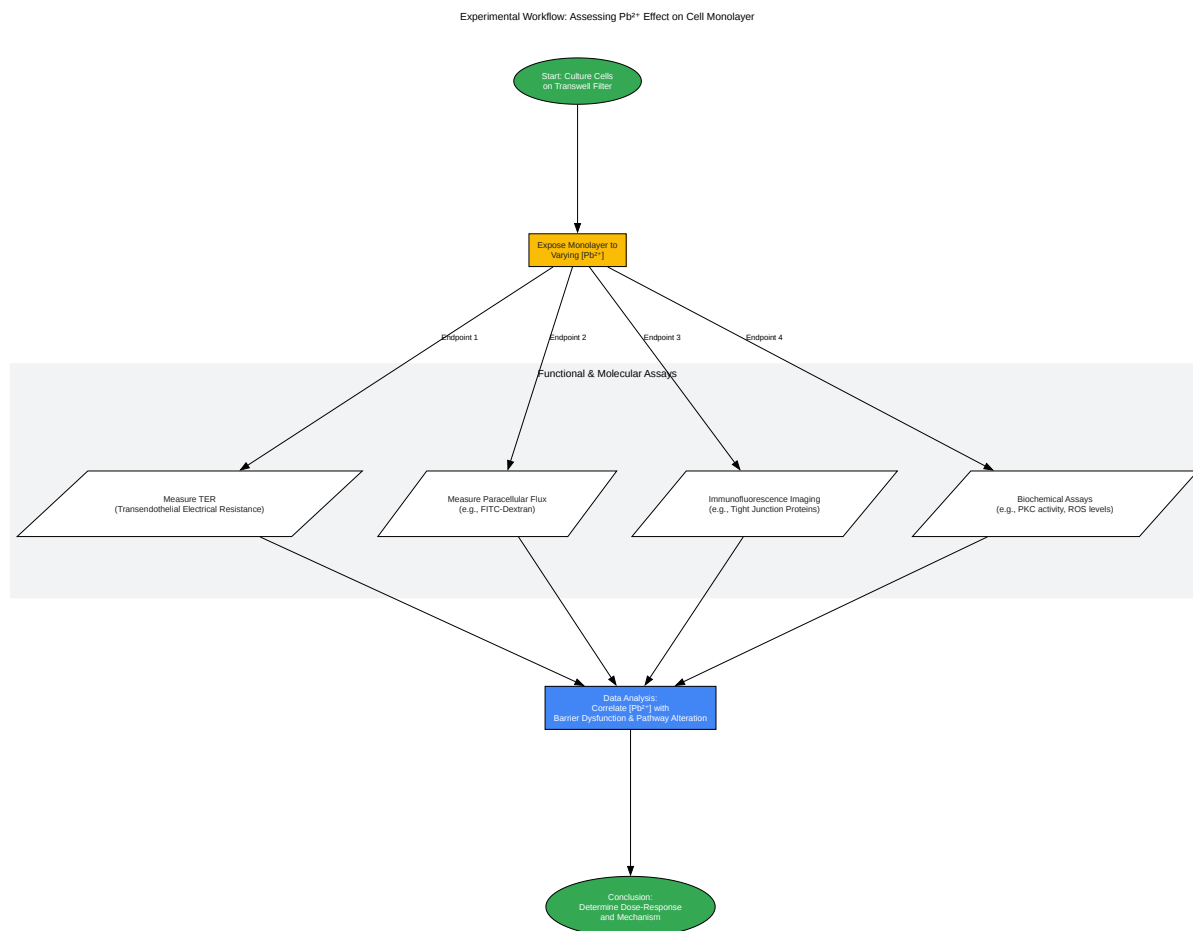 Experimental Workflow: Assessing Pb²⁺ Effect on Cell Monolayer
Start: Culture Cells
on Transwell Filter
Expose Monolayer to
Varying [Pb²⁺]
Endpoint 1
Endpoint 2
Endpoint 3
Endpoint 4
Functional & Molecular Assays
Measure TER
(Transendothelial Electrical Resistance)
Measure Paracellular Flux
(e.g., FITC-Dextran)
Immunofluorescence Imaging
(e.g., Tight Junction Proteins)
Biochemical Assays
(e.g., PKC activity, ROS levels)
Data Analysis:
Correlate [Pb²⁺] with
Barrier Dysfunction & Pathway Alteration
Conclusion:
Determine Dose-Response
and Mechanism